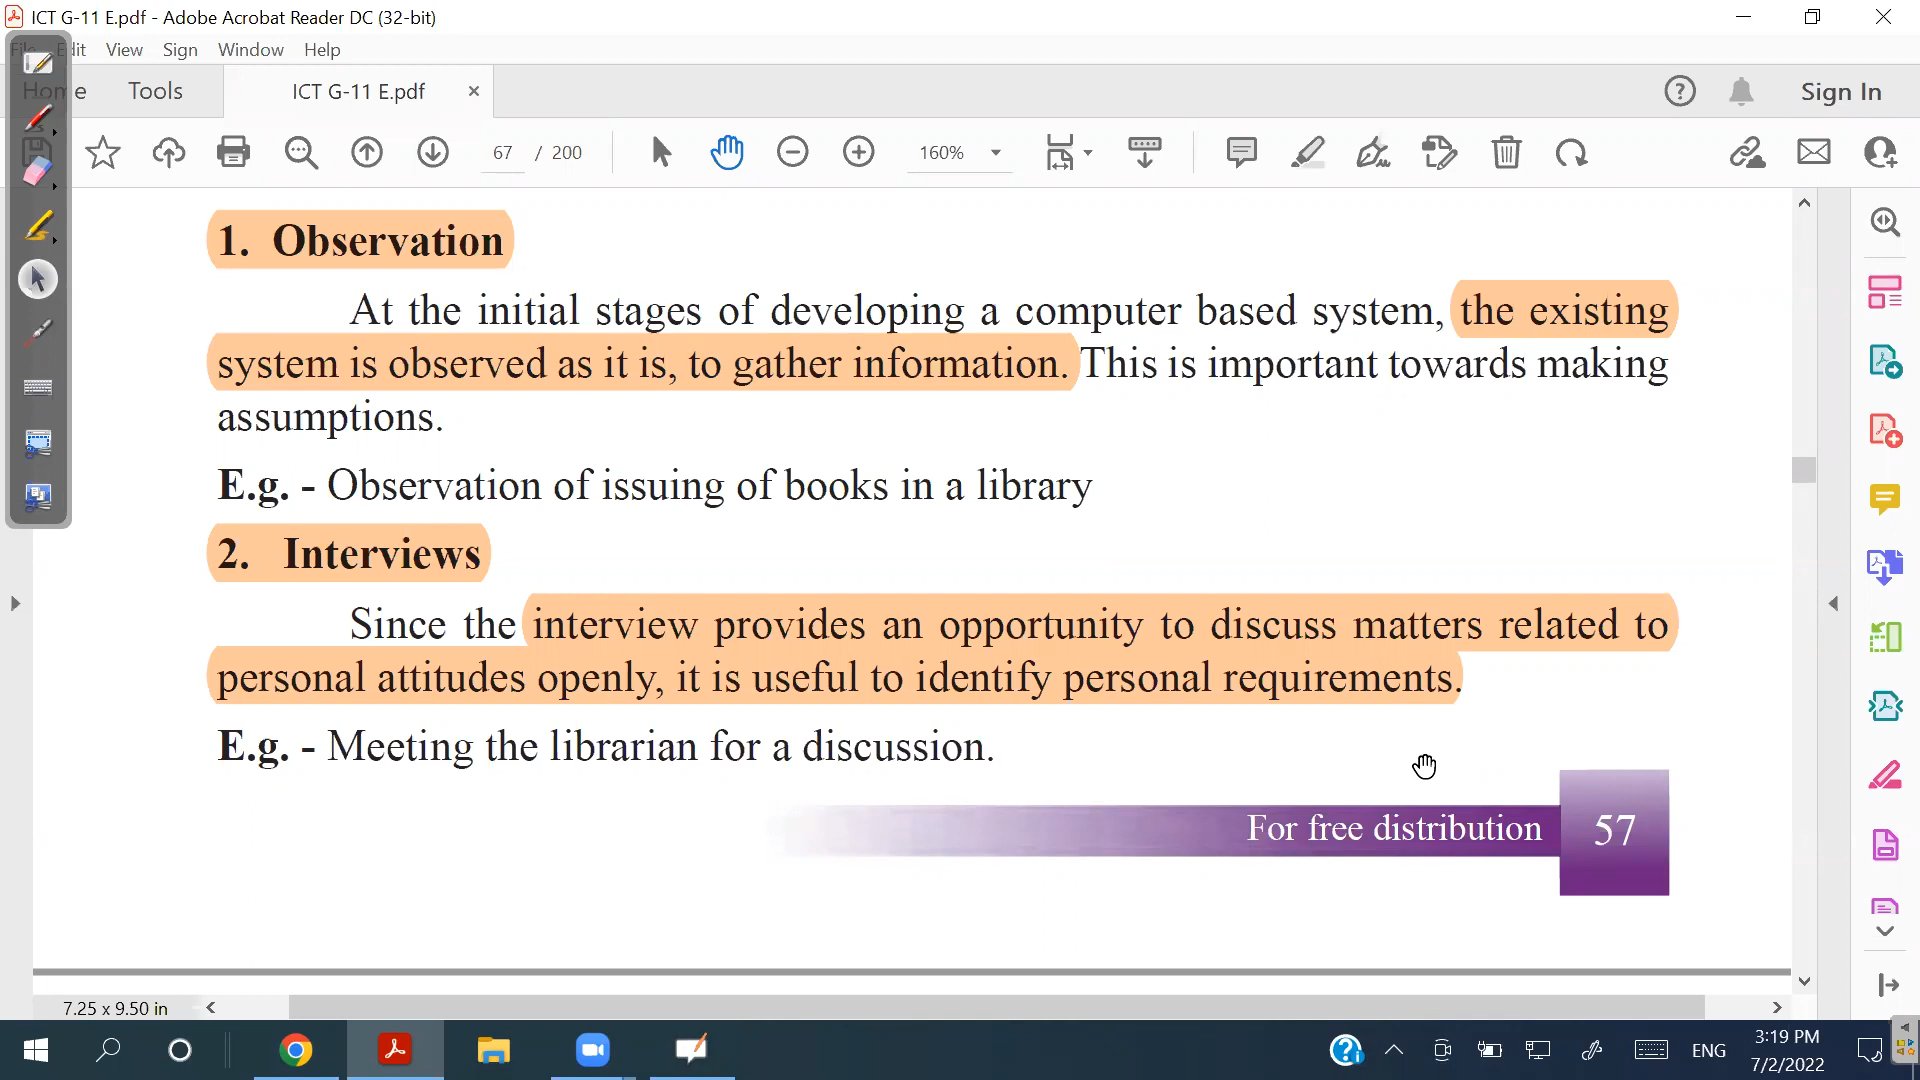 ICT G-11 E.pdf - Adobe Acrobat Reader DC (32-bit)
File Edit View Sign Window Help
Home Tools ICT G-11 E.pdf × Sign In
67 / 200 160%
1. Observation
At the initial stages of developing a computer based system, the existing
system is observed as it is, to gather information. This is important towards making
assumptions.
E.g. - Observation of issuing of books in a library
2. Interviews
Since the interview provides an opportunity to discuss matters related to
personal attitudes openly, it is useful to identify personal requirements.
E.g. - Meeting the librarian for a discussion.
For free distribution 57
7.25 x 9.50 in
ENG
3:19 PM
7/2/2022